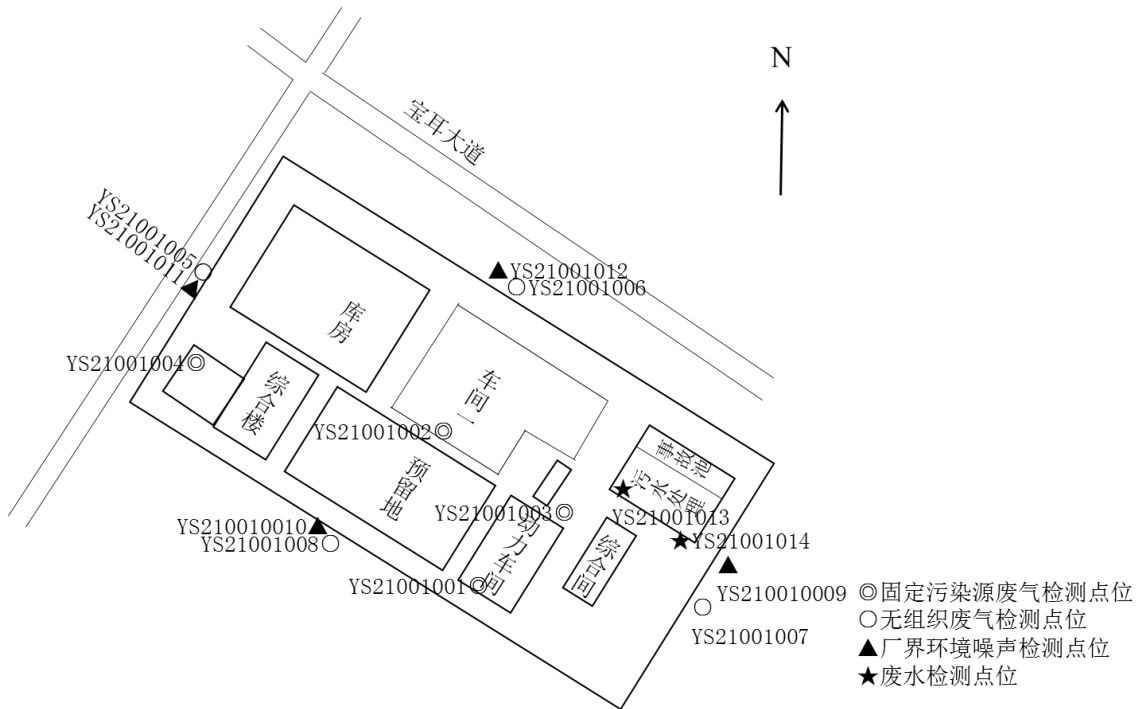 N
宝耳大道
YS21001005
YS21001011
YS21001012
YS21001006
库房
YS21001004
综合楼
车间一
YS21001002
预留地
事故池
污水处理
YS21001003
YS21001013
动力车间
综合间
YS210010010
YS21001008
YS21001014
YS21001001
YS210010009
YS21001007
◎固定污染源废气检测点位
○无组织废气检测点位
▲厂界环境噪声检测点位
★废水检测点位